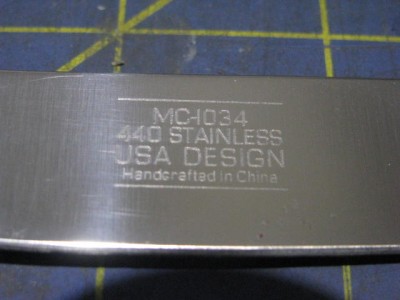 MC-1034
440 STAINLESS
USA DESIGN
Handcrafted in China